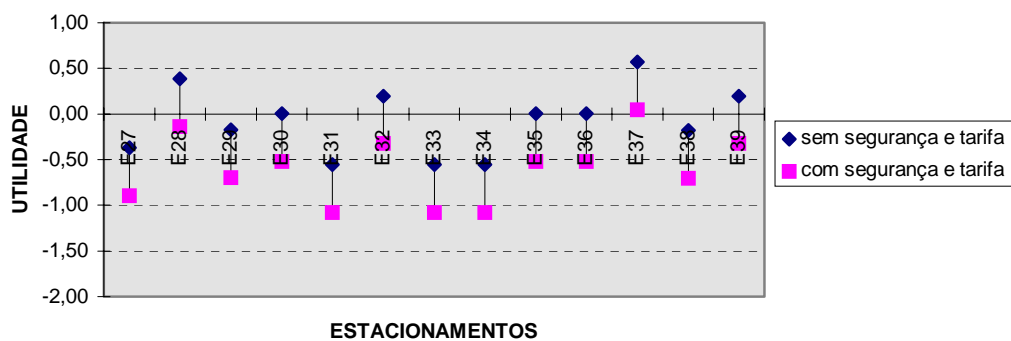 1,00
0,50
0,00
-0,50
-1,00
-1,50
-2,00
UTILIDADE
E27
E28
E29
E30
E31
E32
E33
E34
E35
E36
E37
E38
E39
ESTACIONAMENTOS
sem segurança e tarifa
com segurança e tarifa